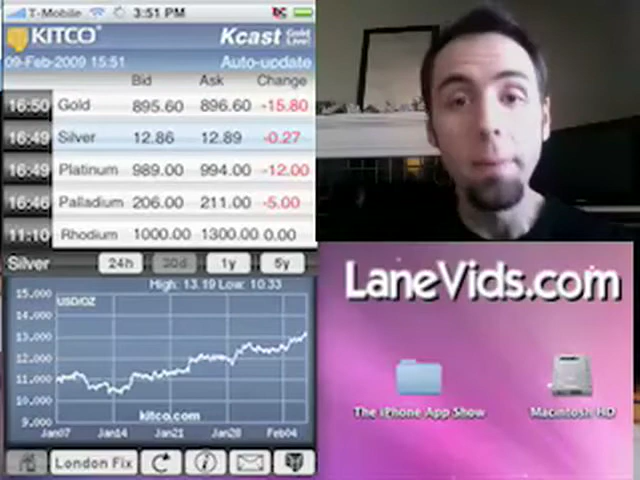 T-Mobile 3:51 PM
KITCO® Kcast Gold Live!
09-Feb-2009 15:51 Auto-update
Bid Ask Change
16:50 Gold 895.60 896.60 -15.80
16:49 Silver 12.86 12.89 -0.27
16:49 Platinum 989.00 994.00 -12.00
16:46 Palladium 206.00 211.00 -5.00
11:10 Rhodium 1000.00 1300.00 0.00
Silver 24h 30d 1y 5y
High: 13.19 Low: 10.33
15.000
USD/OZ
14.000
13.000
12.000
11.000
10.000
9.000
kitco.com
Jan07 Jan14 Jan21 Jan28 Feb04
London Fix
LaneVids.com
The iPhone App Show Macintosh HD